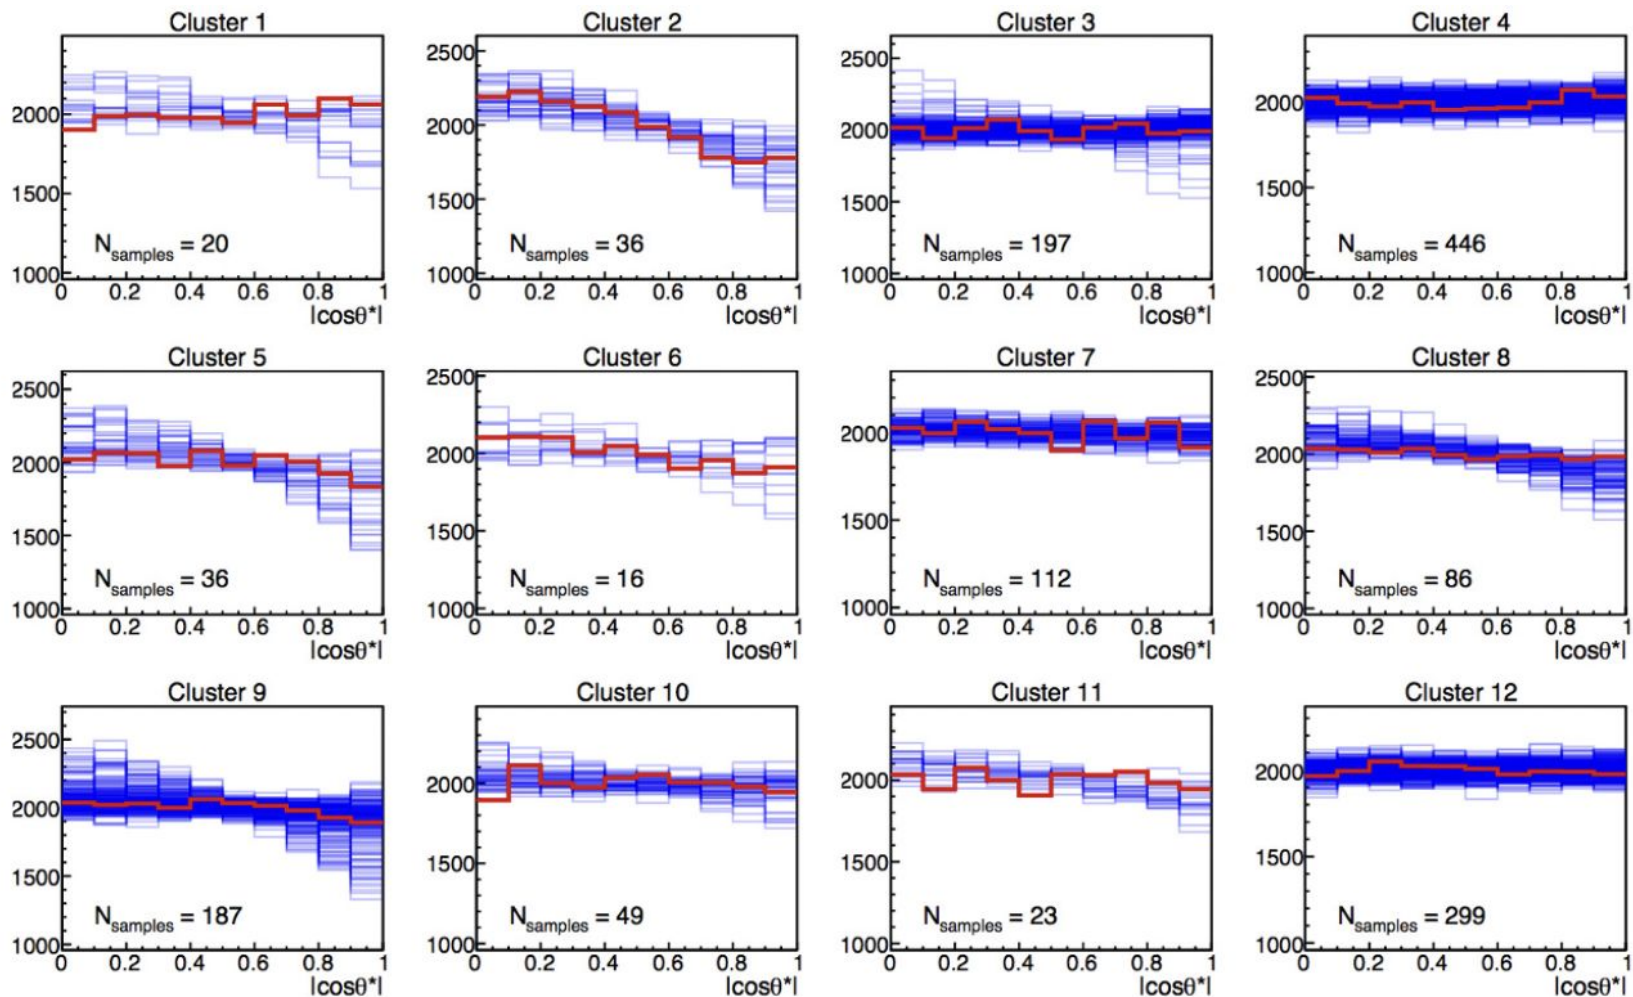 Cluster 1 Cluster 2 Cluster 3 Cluster 4
2000
1500
1000
N_samples = 20
0 0.2 0.4 0.6 0.8 1
|cosθ*|
2500
2000
1500
1000
N_samples = 36
0 0.2 0.4 0.6 0.8 1
|cosθ*|
2500
2000
1500
1000
N_samples = 197
0 0.2 0.4 0.6 0.8 1
|cosθ*|
2000
1500
1000
N_samples = 446
0 0.2 0.4 0.6 0.8 1
|cosθ*|
Cluster 5 Cluster 6 Cluster 7 Cluster 8
2500
2000
1500
1000
N_samples = 36
0 0.2 0.4 0.6 0.8 1
|cosθ*|
2500
2000
1500
1000
N_samples = 16
0 0.2 0.4 0.6 0.8 1
|cosθ*|
2000
1500
1000
N_samples = 112
0 0.2 0.4 0.6 0.8 1
|cosθ*|
2500
2000
1500
1000
N_samples = 86
0 0.2 0.4 0.6 0.8 1
|cosθ*|
Cluster 9 Cluster 10 Cluster 11 Cluster 12
2500
2000
1500
1000
N_samples = 187
0 0.2 0.4 0.6 0.8 1
|cosθ*|
2000
1500
1000
N_samples = 49
0 0.2 0.4 0.6 0.8 1
|cosθ*|
2000
1500
1000
N_samples = 23
0 0.2 0.4 0.6 0.8 1
|cosθ*|
2000
1500
1000
N_samples = 299
0 0.2 0.4 0.6 0.8 1
|cosθ*|